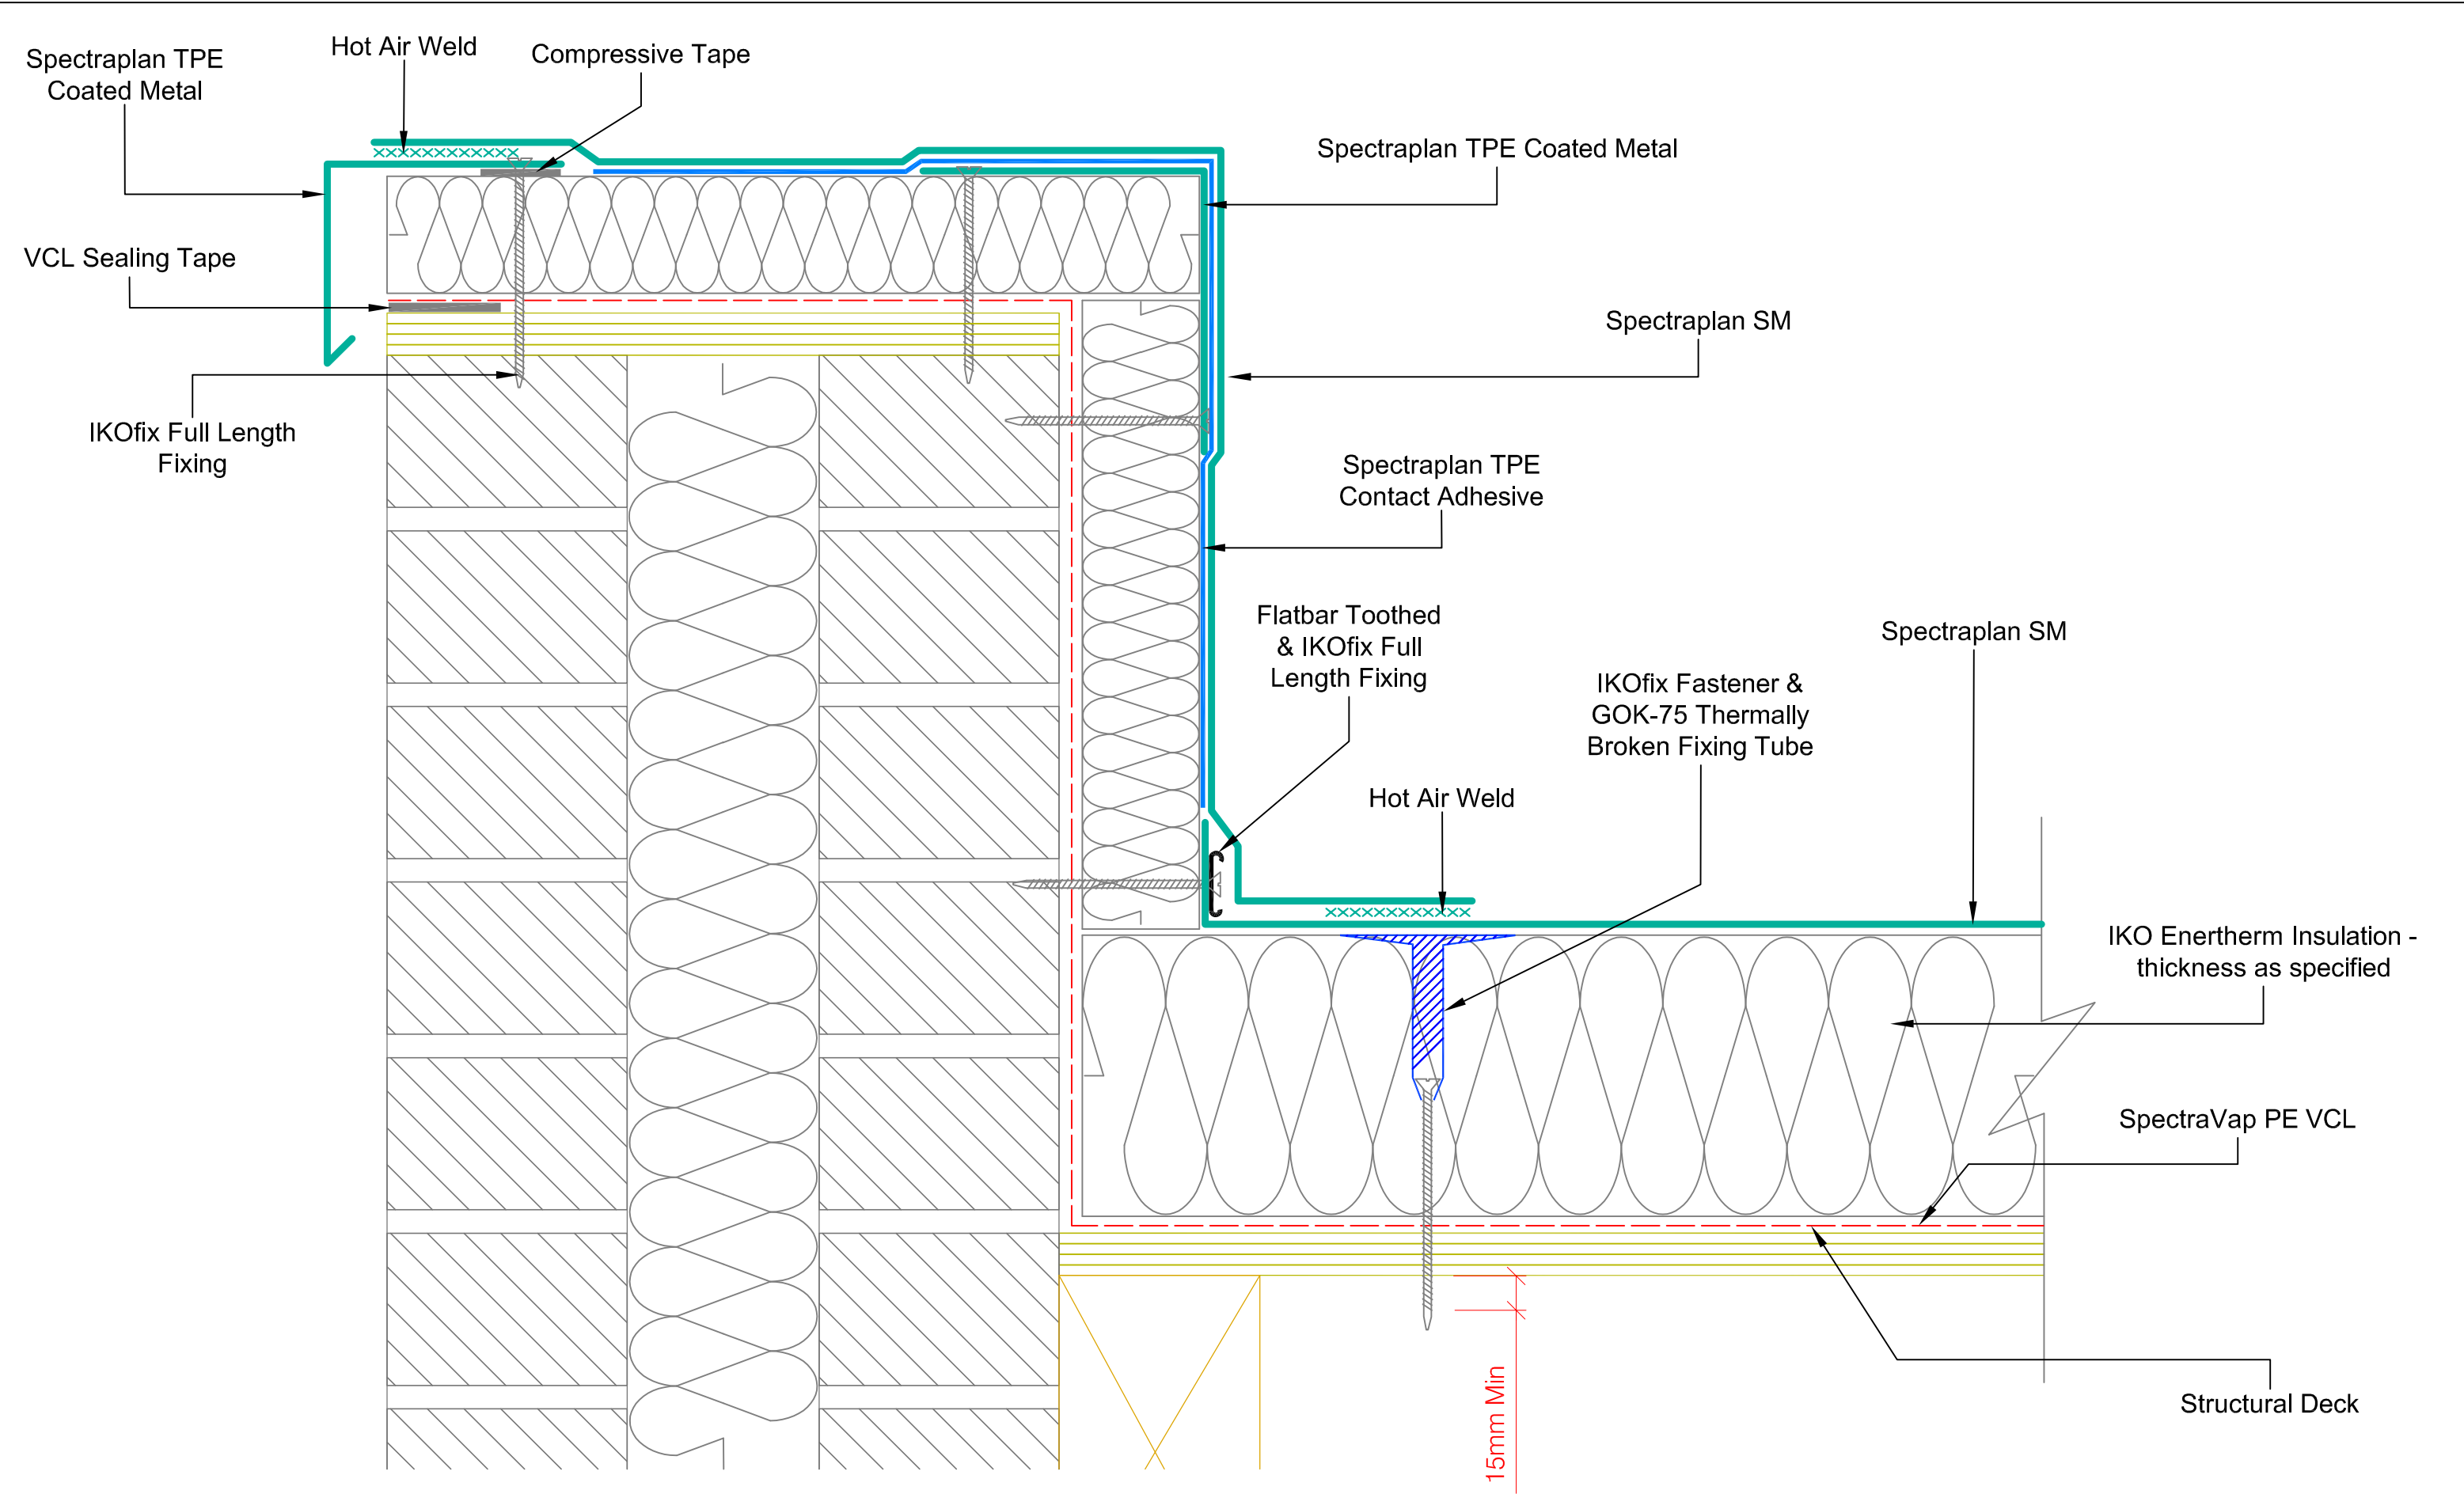 Hot Air Weld
Compressive Tape
Spectraplan TPE
Coated Metal
Spectraplan TPE Coated Metal
VCL Sealing Tape
Spectraplan SM
IKOfix Full Length
Fixing
Spectraplan TPE
Contact Adhesive
Flatbar Toothed
& IKOfix Full
Length Fixing
Spectraplan SM
IKOfix Fastener &
GOK-75 Thermally
Broken Fixing Tube
Hot Air Weld
IKO Enertherm Insulation -
thickness as specified
SpectraVap PE VCL
Structural Deck
15mm Min